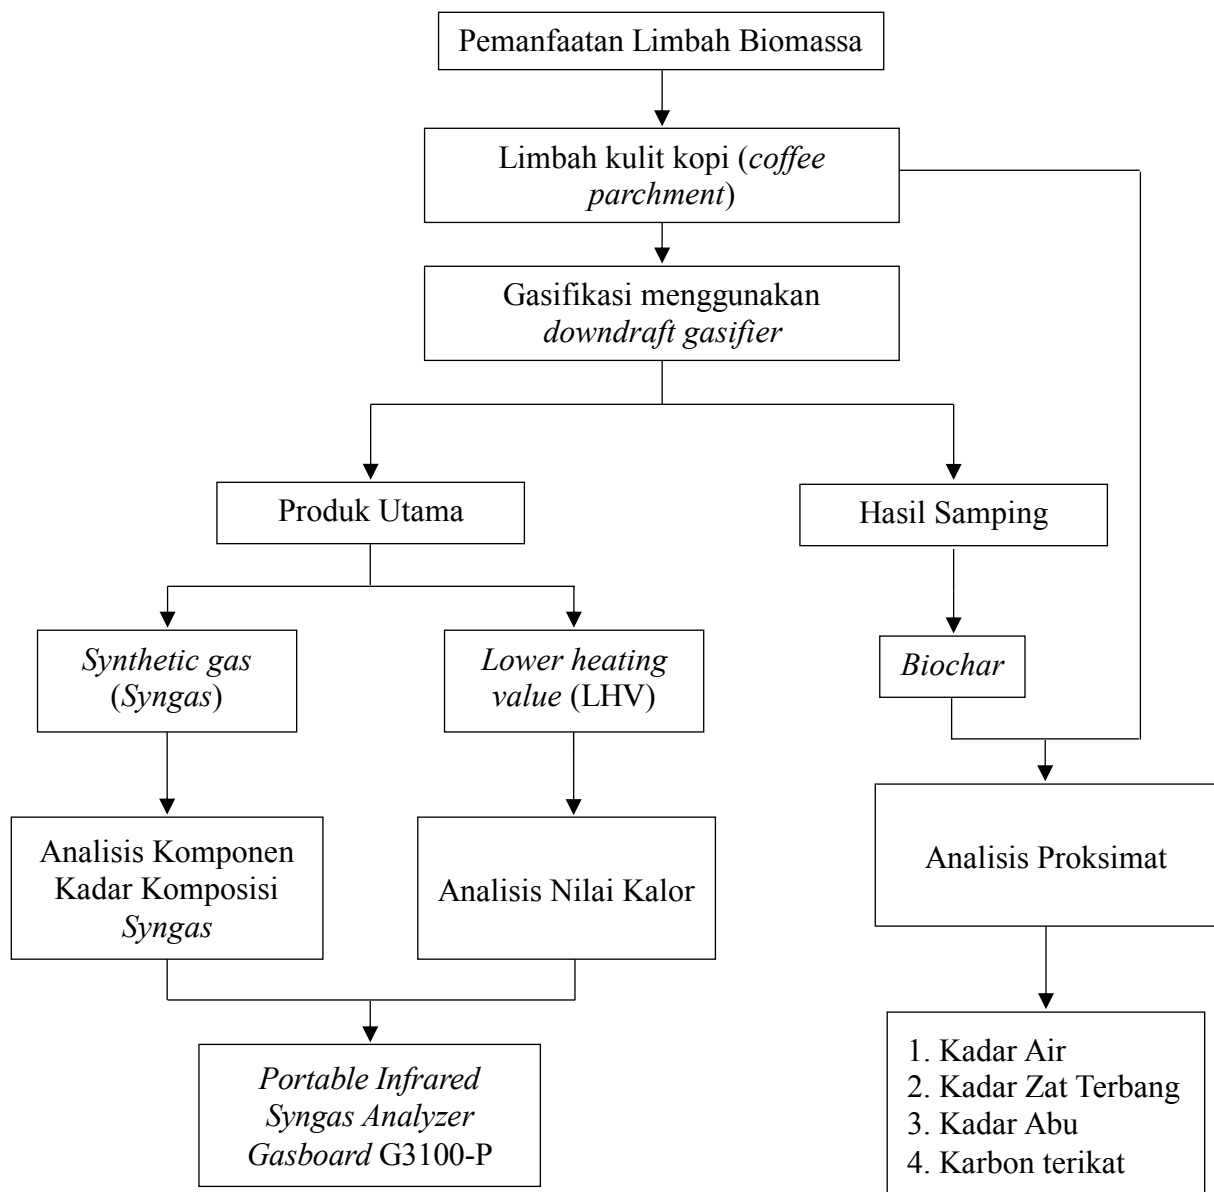 Pemanfaatan Limbah Biomassa
Limbah kulit kopi (coffee
parchment)
Gasifikasi menggunakan
downdraft gasifier
Produk Utama
Hasil Samping
Synthetic gas
(Syngas)
Lower heating
value (LHV)
Biochar
Analisis Komponen
Kadar Komposisi
Syngas
Analisis Nilai Kalor
Analisis Proksimat
Portable Infrared
Syngas Analyzer
Gasboard G3100-P
1. Kadar Air
2. Kadar Zat Terbang
3. Kadar Abu
4. Karbon terikat